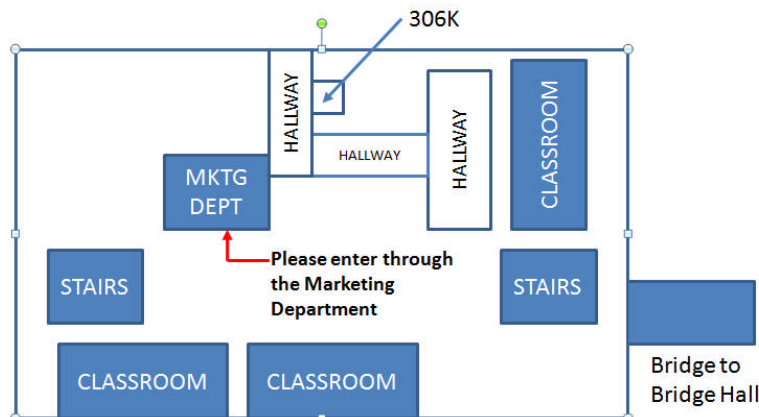 306K
HALLWAY
HALLWAY
HALLWAY
CLASSROOM
MKTG
DEPT
Please enter through
the Marketing
Department
STAIRS
STAIRS
CLASSROOM
CLASSROOM
Bridge to
Bridge Hall